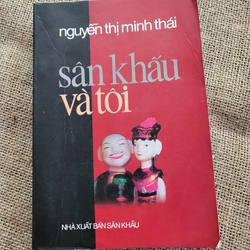 nguyễn thị minh thái
sân khấu
và tôi
NHÀ XUẤT BẢN SÂN KHẤU